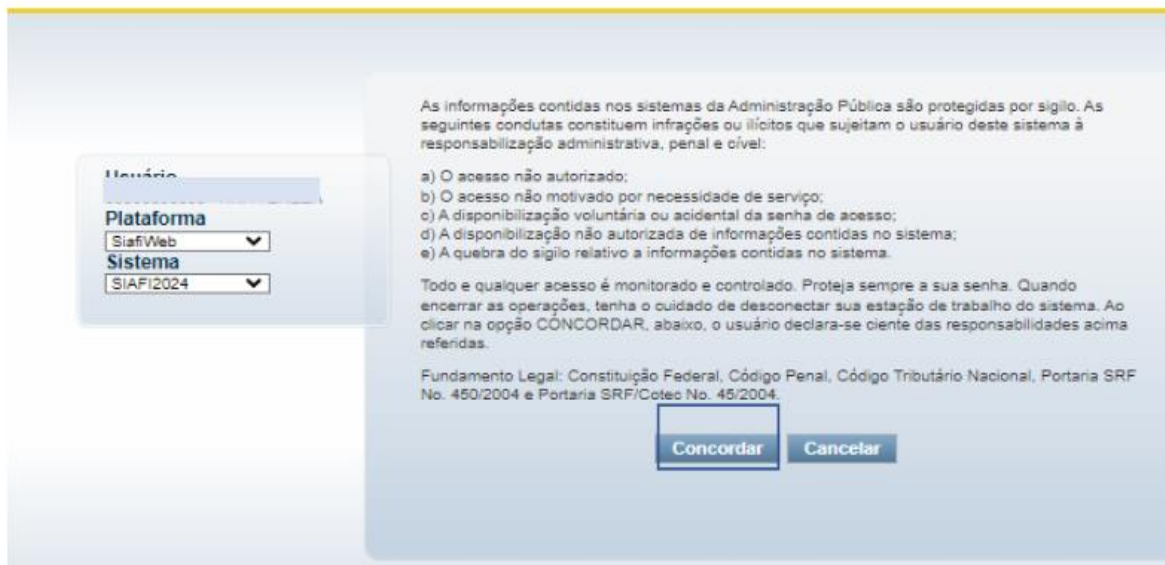 Usuário
Plataforma
SiafiWeb
Sistema
SIAFI2024
As informações contidas nos sistemas da Administração Pública são protegidas por sigilo. As
seguintes condutas constituem infrações ou ilícitos que sujeitam o usuário deste sistema à
responsabilização administrativa, penal e cível:
a) O acesso não autorizado;
b) O acesso não motivado por necessidade de serviço;
c) A disponibilização voluntária ou acidental da senha de acesso;
d) A disponibilização não autorizada de informações contidas no sistema;
e) A quebra do sigilo relativo a informações contidas no sistema.
Todo e qualquer acesso é monitorado e controlado. Proteja sempre a sua senha. Quando
encerrar as operações, tenha o cuidado de desconectar sua estação de trabalho do sistema. Ao
clicar na opção CONCORDAR, abaixo, o usuário declara-se ciente das responsabilidades acima
referidas.
Fundamento Legal: Constituição Federal, Código Penal, Código Tributário Nacional, Portaria SRF
No. 450/2004 e Portaria SRF/Cotec No. 45/2004.
Concordar Cancelar